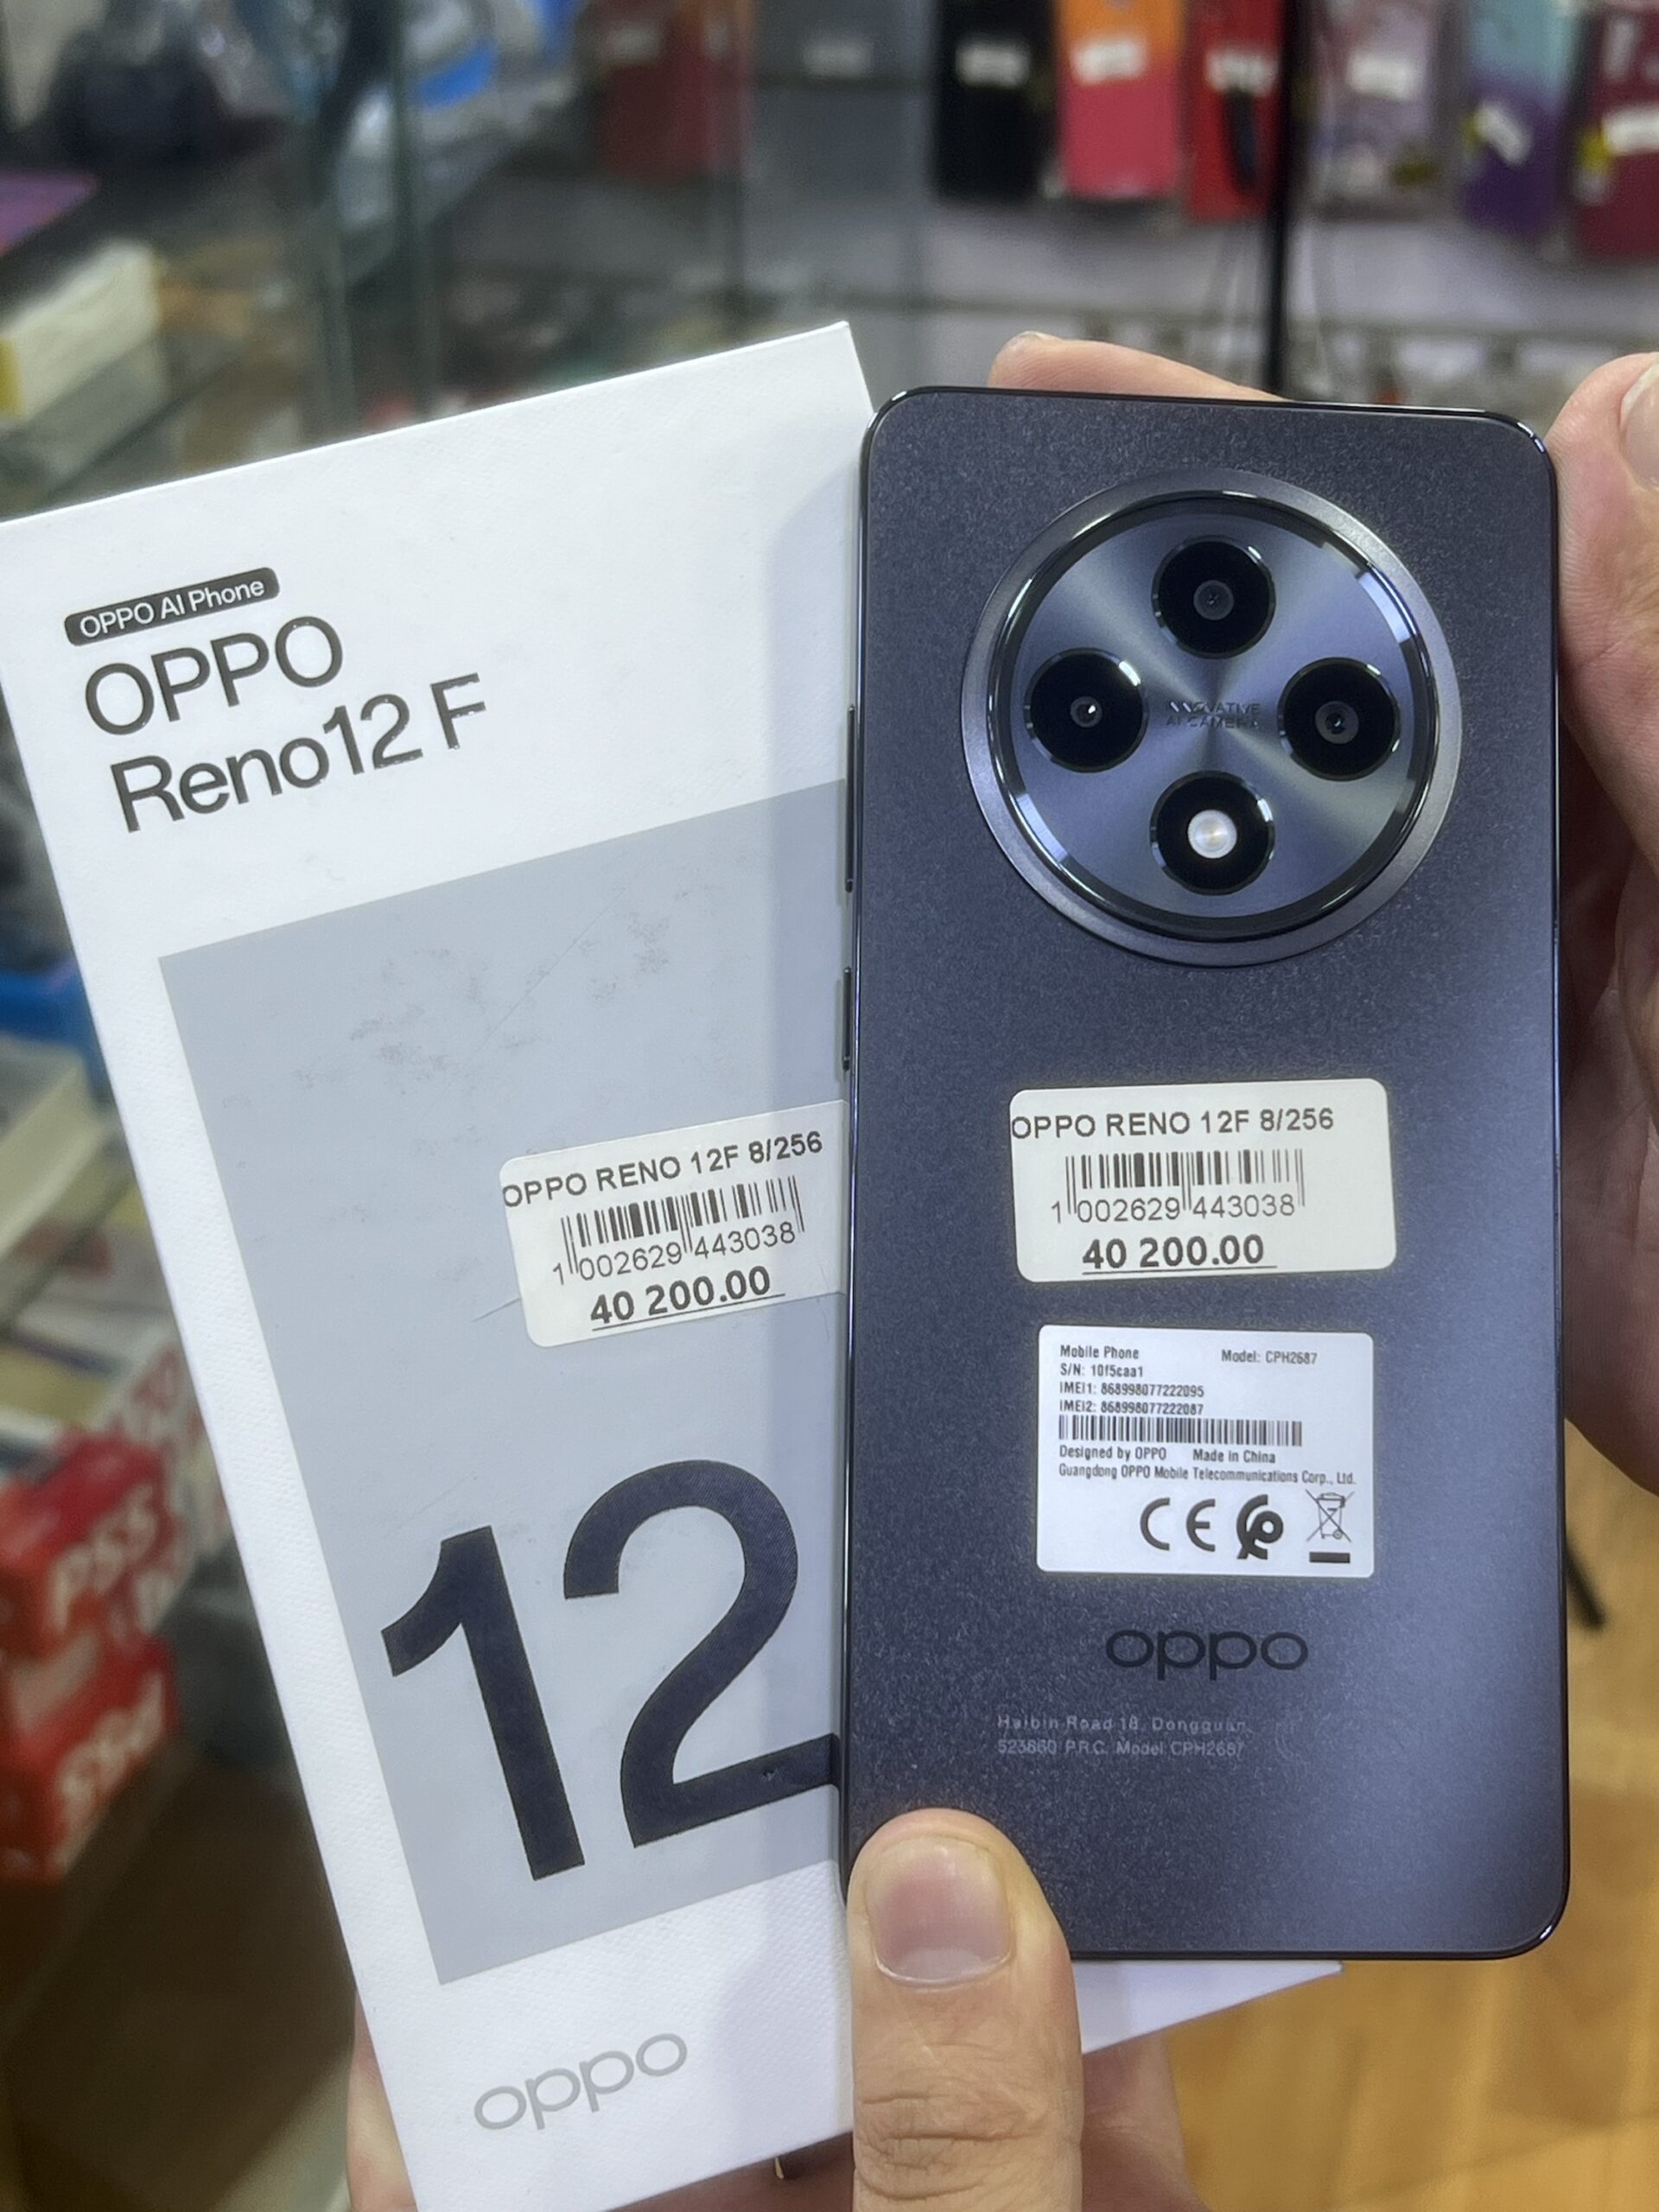 OPPO AI Phone
OPPO
Reno12 F
OPPO RENO 12F 8/256
1 002629 443038
40 200.00
12
oppo
INNOVATIVE
AI CAMERA
OPPO RENO 12F 8/256
1 002629 443038
40 200.00
Mobile Phone Model: CPH2687
S/N: 10f5caa1
IMEI1: 868998077222095
IMEI2: 868998077222087
Designed by OPPO Made in China
Guangdong OPPO Mobile Telecommunications Corp., Ltd.
CE
oppo
Haibin Road 18, Dongguan,
523860 P.R.C. Model CPH2687
PS5